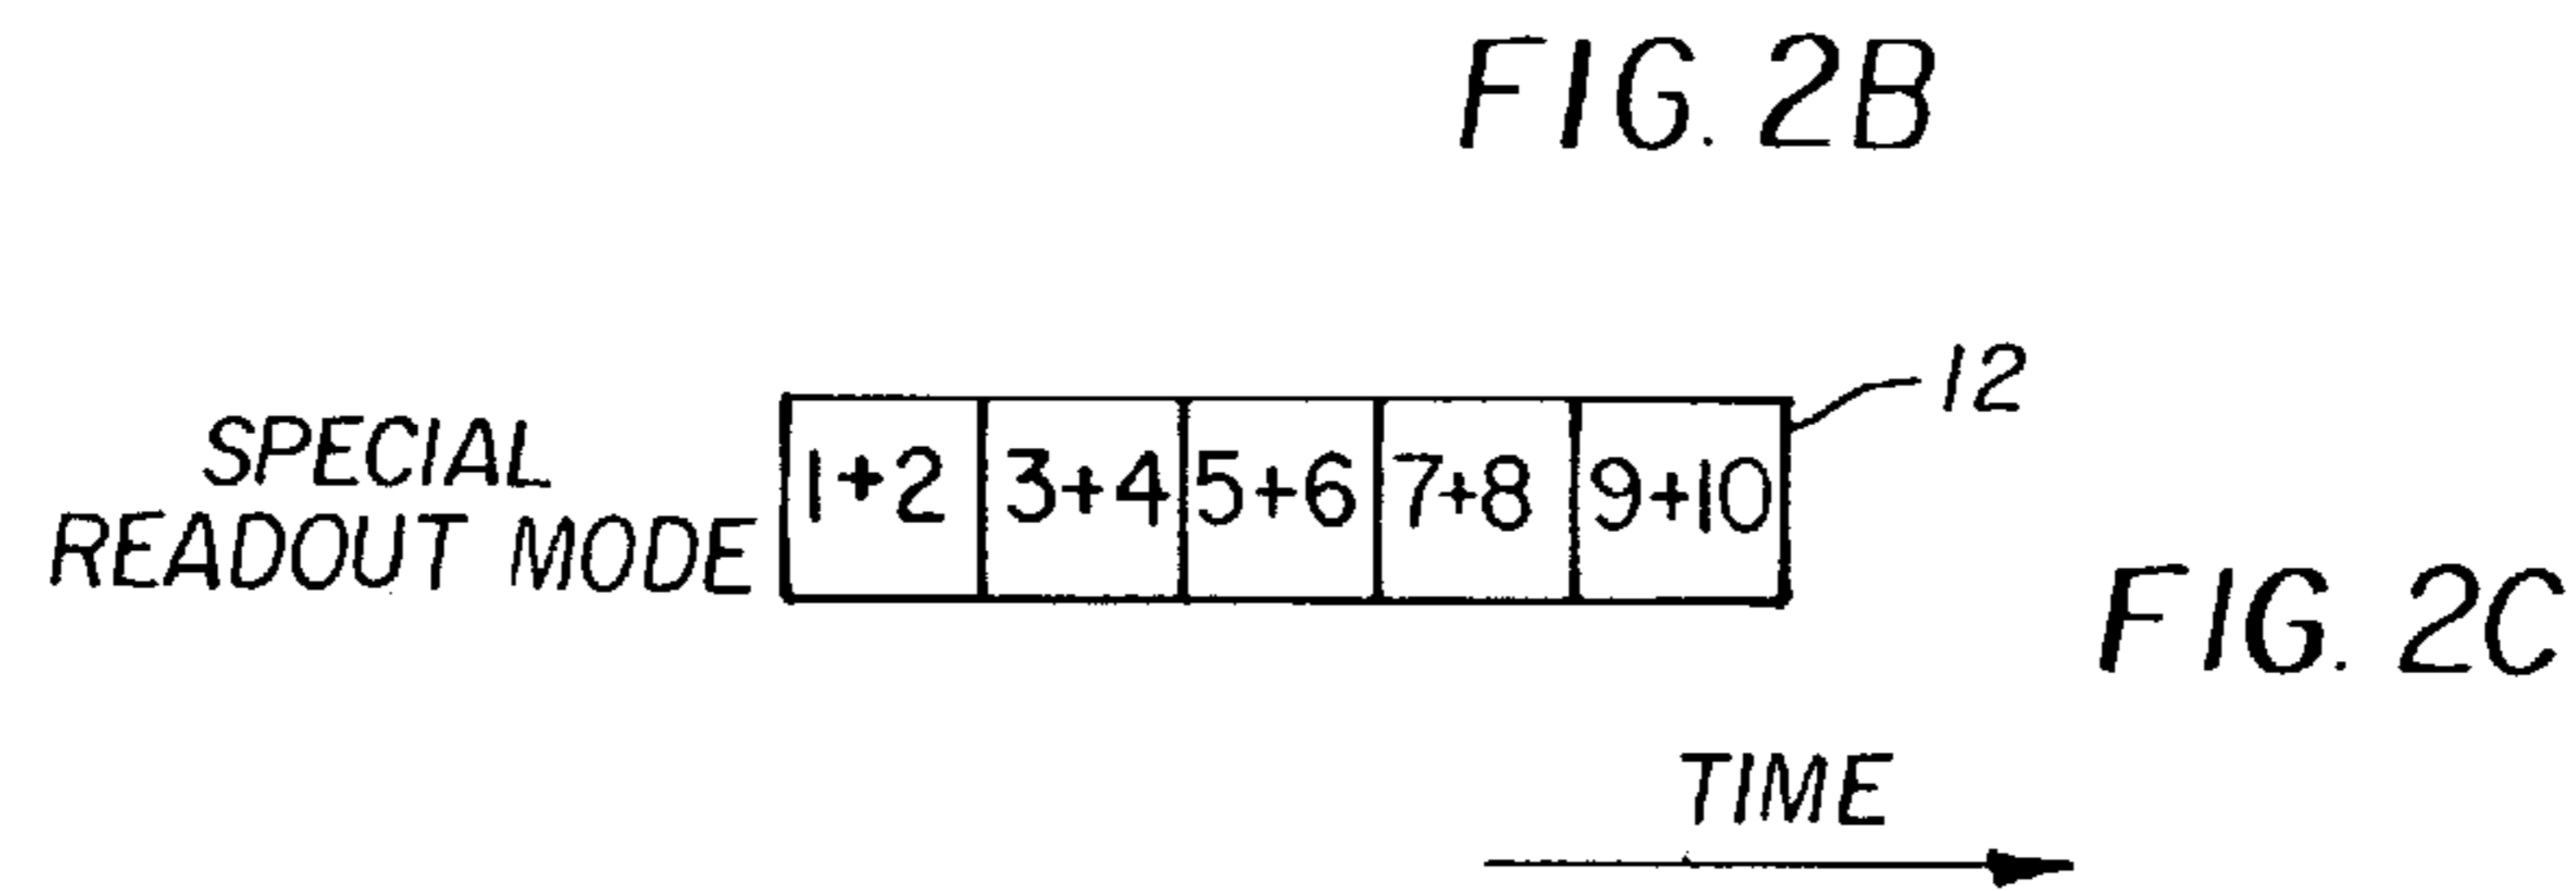 FIG. 2B
12
SPECIAL
READOUT MODE
1+2 3+4 5+6 7+8 9+10
FIG. 2C
TIME